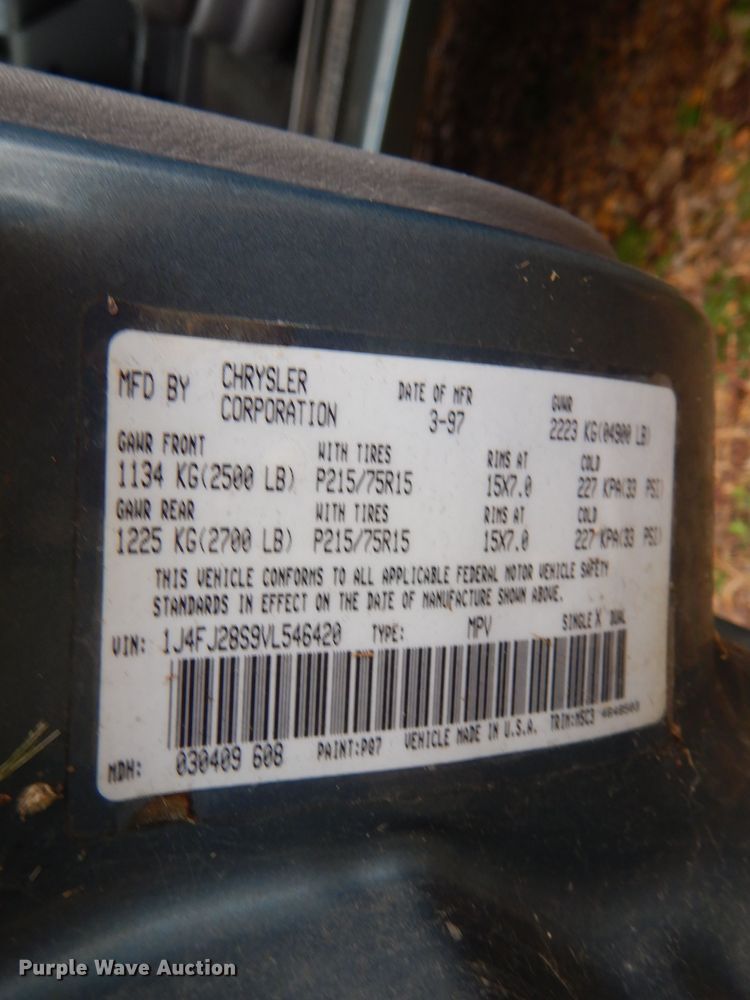 MFD BY CHRYSLER CORPORATION DATE OF MFR 3-97 GVWR 2223 KG(04900 LB)
GAWR FRONT WITH TIRES RIMS AT COLD
1134 KG(2500 LB) P215/75R15 15X7.0 227 KPA(33 PSI)
GAWR REAR WITH TIRES RIMS AT COLD
1225 KG(2700 LB) P215/75R15 15X7.0 227 KPA(33 PSI)
THIS VEHICLE CONFORMS TO ALL APPLICABLE FEDERAL MOTOR VEHICLE SAFETY
STANDARDS IN EFFECT ON THE DATE OF MANUFACTURE SHOWN ABOVE.
VIN: 1J4FJ28S9VL546420 TYPE: MPV SINGLE X DUAL
MDH: 030409 608 PAINT:PQ7 VEHICLE MADE IN U.S.A. TRIM:M5C3
Purple Wave Auction